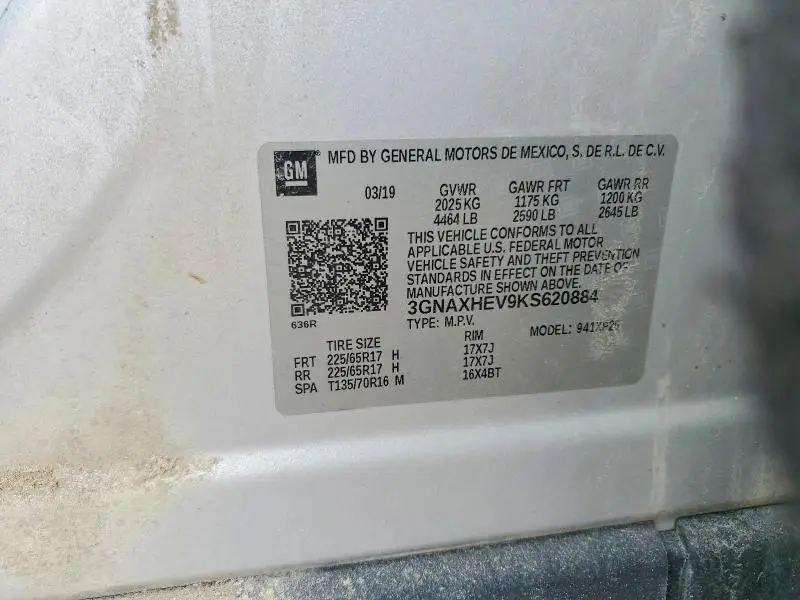 GM
MFD BY GENERAL MOTORS DE MEXICO, S. DE R.L. DE C.V.
03/19 GVWR GAWR FRT GAWR RR
2025 KG 1175 KG 1200 KG
4464 LB 2590 LB 2645 LB
THIS VEHICLE CONFORMS TO ALL
APPLICABLE U.S. FEDERAL MOTOR
VEHICLE SAFETY AND THEFT PREVENTION
STANDARDS IN EFFECT ON THE DATE OF
MANUFACTURE SHOWN ABOVE.
3GNAXHEV9KS620884
636R
TYPE: M.P.V. MODEL:
TIRE SIZE RIM
FRT 225/65R17 H 17X7J
RR 225/65R17 H 17X7J
SPA T135/70R16 M 16X4BT